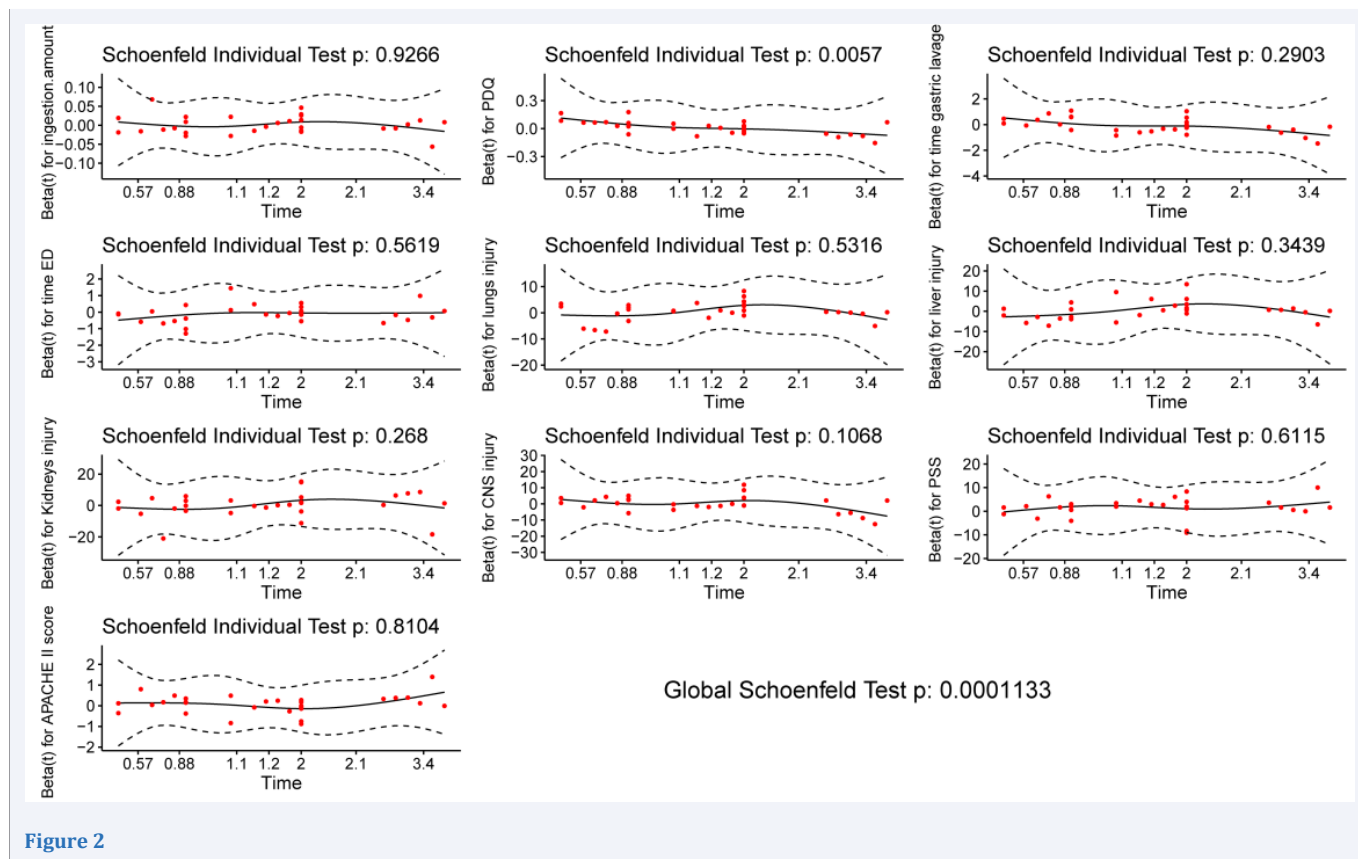 Schoenfeld Individual Test p: 0.9266
Beta(t) for ingestion.amount
0.10
0.05
0.00
−0.05
−0.10
0.57 0.88 1.1 1.2 2 2.1 3.4
Time
Schoenfeld Individual Test p: 0.0057
Beta(t) for PDQ
0.3
0.0
−0.3
0.57 0.88 1.1 1.2 2 2.1 3.4
Time
Schoenfeld Individual Test p: 0.2903
Beta(t) for time gastric lavage
2
0
−2
−4
0.57 0.88 1.1 1.2 2 2.1 3.4
Time
Schoenfeld Individual Test p: 0.5619
Beta(t) for time ED
2
1
0
−1
−2
−3
0.57 0.88 1.1 1.2 2 2.1 3.4
Time
Schoenfeld Individual Test p: 0.5316
Beta(t) for lungs injury
10
0
−10
−20
0.57 0.88 1.1 1.2 2 2.1 3.4
Time
Schoenfeld Individual Test p: 0.3439
Beta(t) for liver injury
20
10
0
−10
−20
0.57 0.88 1.1 1.2 2 2.1 3.4
Time
Schoenfeld Individual Test p: 0.268
Beta(t) for Kidneys injury
20
0
−20
0.57 0.88 1.1 1.2 2 2.1 3.4
Time
Schoenfeld Individual Test p: 0.1068
Beta(t) for CNS injury
30
20
10
0
−10
−20
−30
0.57 0.88 1.1 1.2 2 2.1 3.4
Time
Schoenfeld Individual Test p: 0.6115
Beta(t) for PSS
20
10
0
−10
−20
0.57 0.88 1.1 1.2 2 2.1 3.4
Time
Schoenfeld Individual Test p: 0.8104
Beta(t) for APACHE II score
2
1
0
−1
−2
0.57 0.88 1.1 1.2 2 2.1 3.4
Time
Global Schoenfeld Test p: 0.0001133
Figure 2